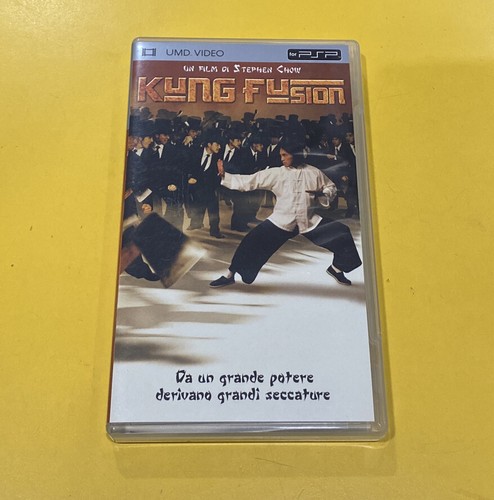 UMD VIDEO
for PSP
UN FILM DI STEPHEN CHOW
KUNG FUSION
Da un grande potere
derivano grandi seccature